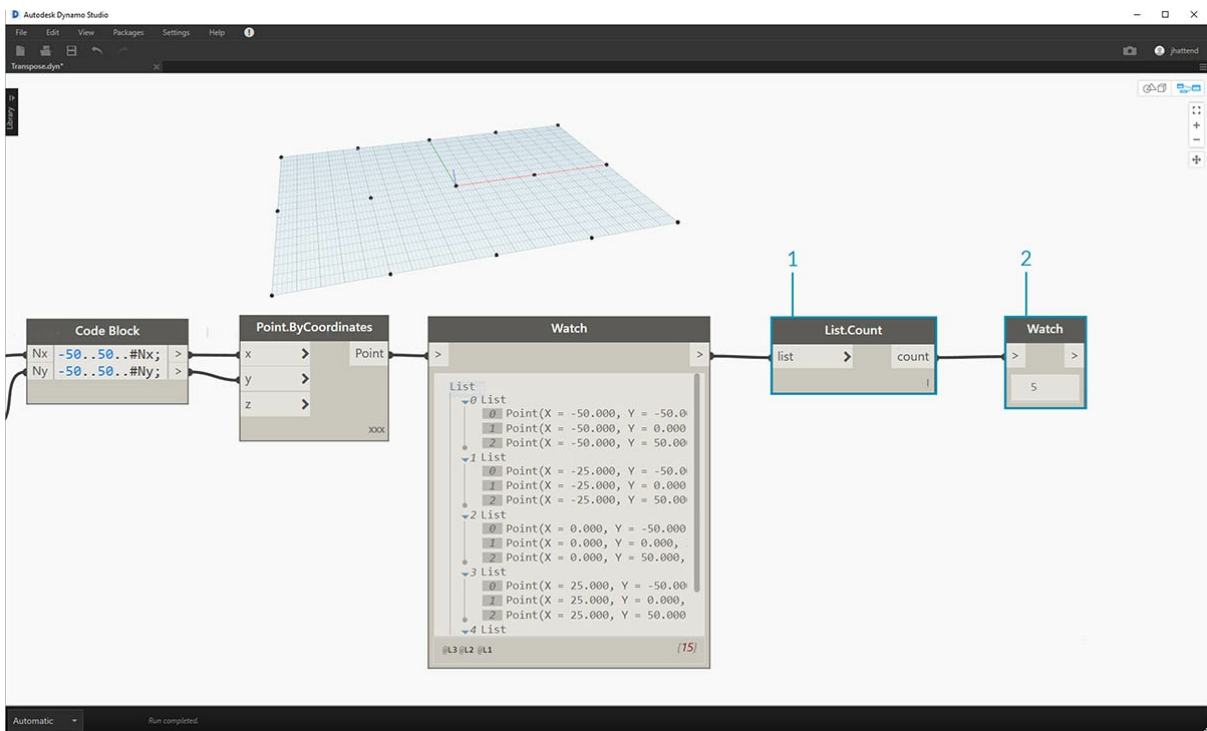 Autodesk Dynamo Studio
File Edit View Packages Settings Help
jhattend
Transpose.dyn*
Library
1
2
Code Block
Nx -50..50..#Nx; >
Ny -50..50..#Ny; >
Point.ByCoordinates
x > Point
y >
z >
xxx
Watch
> >
List
0 List
0 Point(X = -50.000, Y = -50.0
1 Point(X = -50.000, Y = 0.000
2 Point(X = -50.000, Y = 50.00
1 List
0 Point(X = -25.000, Y = -50.0
1 Point(X = -25.000, Y = 0.000
2 Point(X = -25.000, Y = 50.00
2 List
0 Point(X = 0.000, Y = -50.000
1 Point(X = 0.000, Y = 0.000,
2 Point(X = 0.000, Y = 50.000,
3 List
0 Point(X = 25.000, Y = -50.00
1 Point(X = 25.000, Y = 0.000,
2 Point(X = 25.000, Y = 50.000
4 List
@L3 @L2 @L1 {15}
List.Count
list > count
l
Watch
> >
5
Automatic
Run completed.